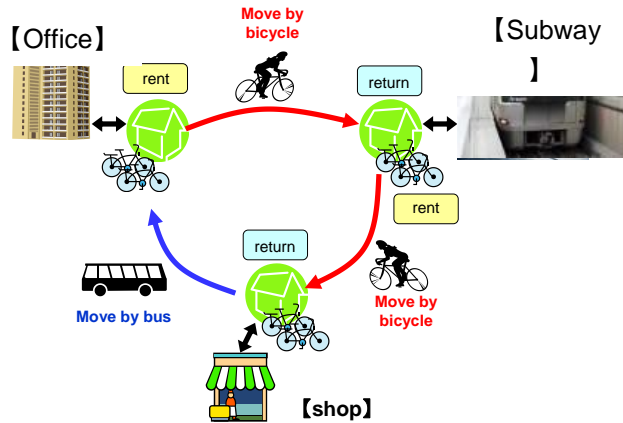 Move by
bicycle
【Office】
【Subway
】
rent
return
rent
return
Move by
bicycle
Move by bus
【shop】